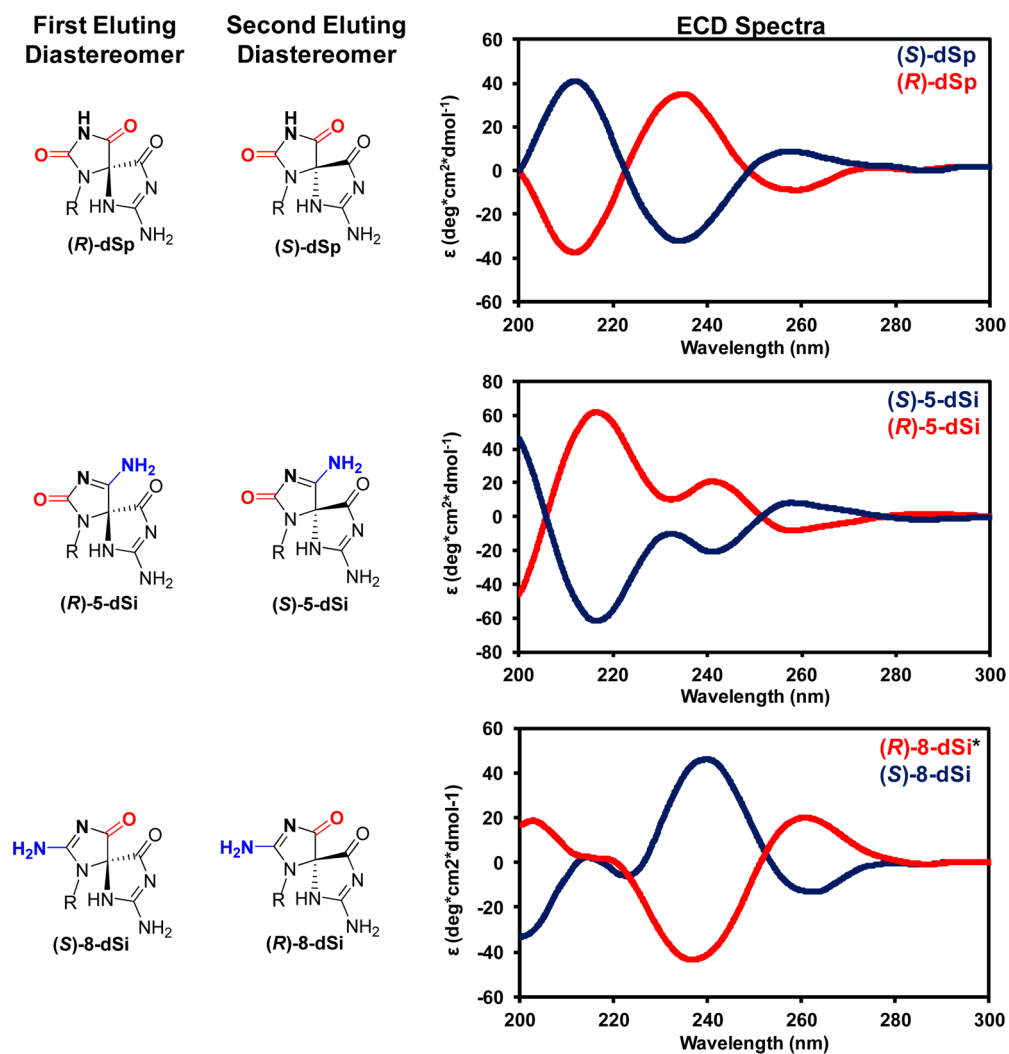 First Eluting
Diastereomer
Second Eluting
Diastereomer
ECD Spectra
H
N
O
O
O
N
N
R
HN
NH2
(R)-dSp
H
N
O
O
O
N
N
R
HN
NH2
(S)-dSp
60
40
20
0
-20
-40
-60
ε (deg*cm2*dmol-1)
(S)-dSp
(R)-dSp
200
220
240
260
280
300
Wavelength (nm)
NH2
N
O
O
N
N
R
HN
NH2
(R)-5-dSi
NH2
N
O
O
N
N
R
HN
NH2
(S)-5-dSi
80
60
40
20
0
-20
-40
-60
-80
ε (deg*cm2*dmol-1)
(S)-5-dSi
(R)-5-dSi
200
220
240
260
280
300
Wavelength (nm)
N
O
O
H2N
N
N
R
HN
NH2
(S)-8-dSi
N
O
O
H2N
N
N
R
HN
NH2
(R)-8-dSi
60
40
20
0
-20
-40
-60
ε (deg*cm2*dmol-1)
(R)-8-dSi*
(S)-8-dSi
200
220
240
260
280
300
Wavelength (nm)